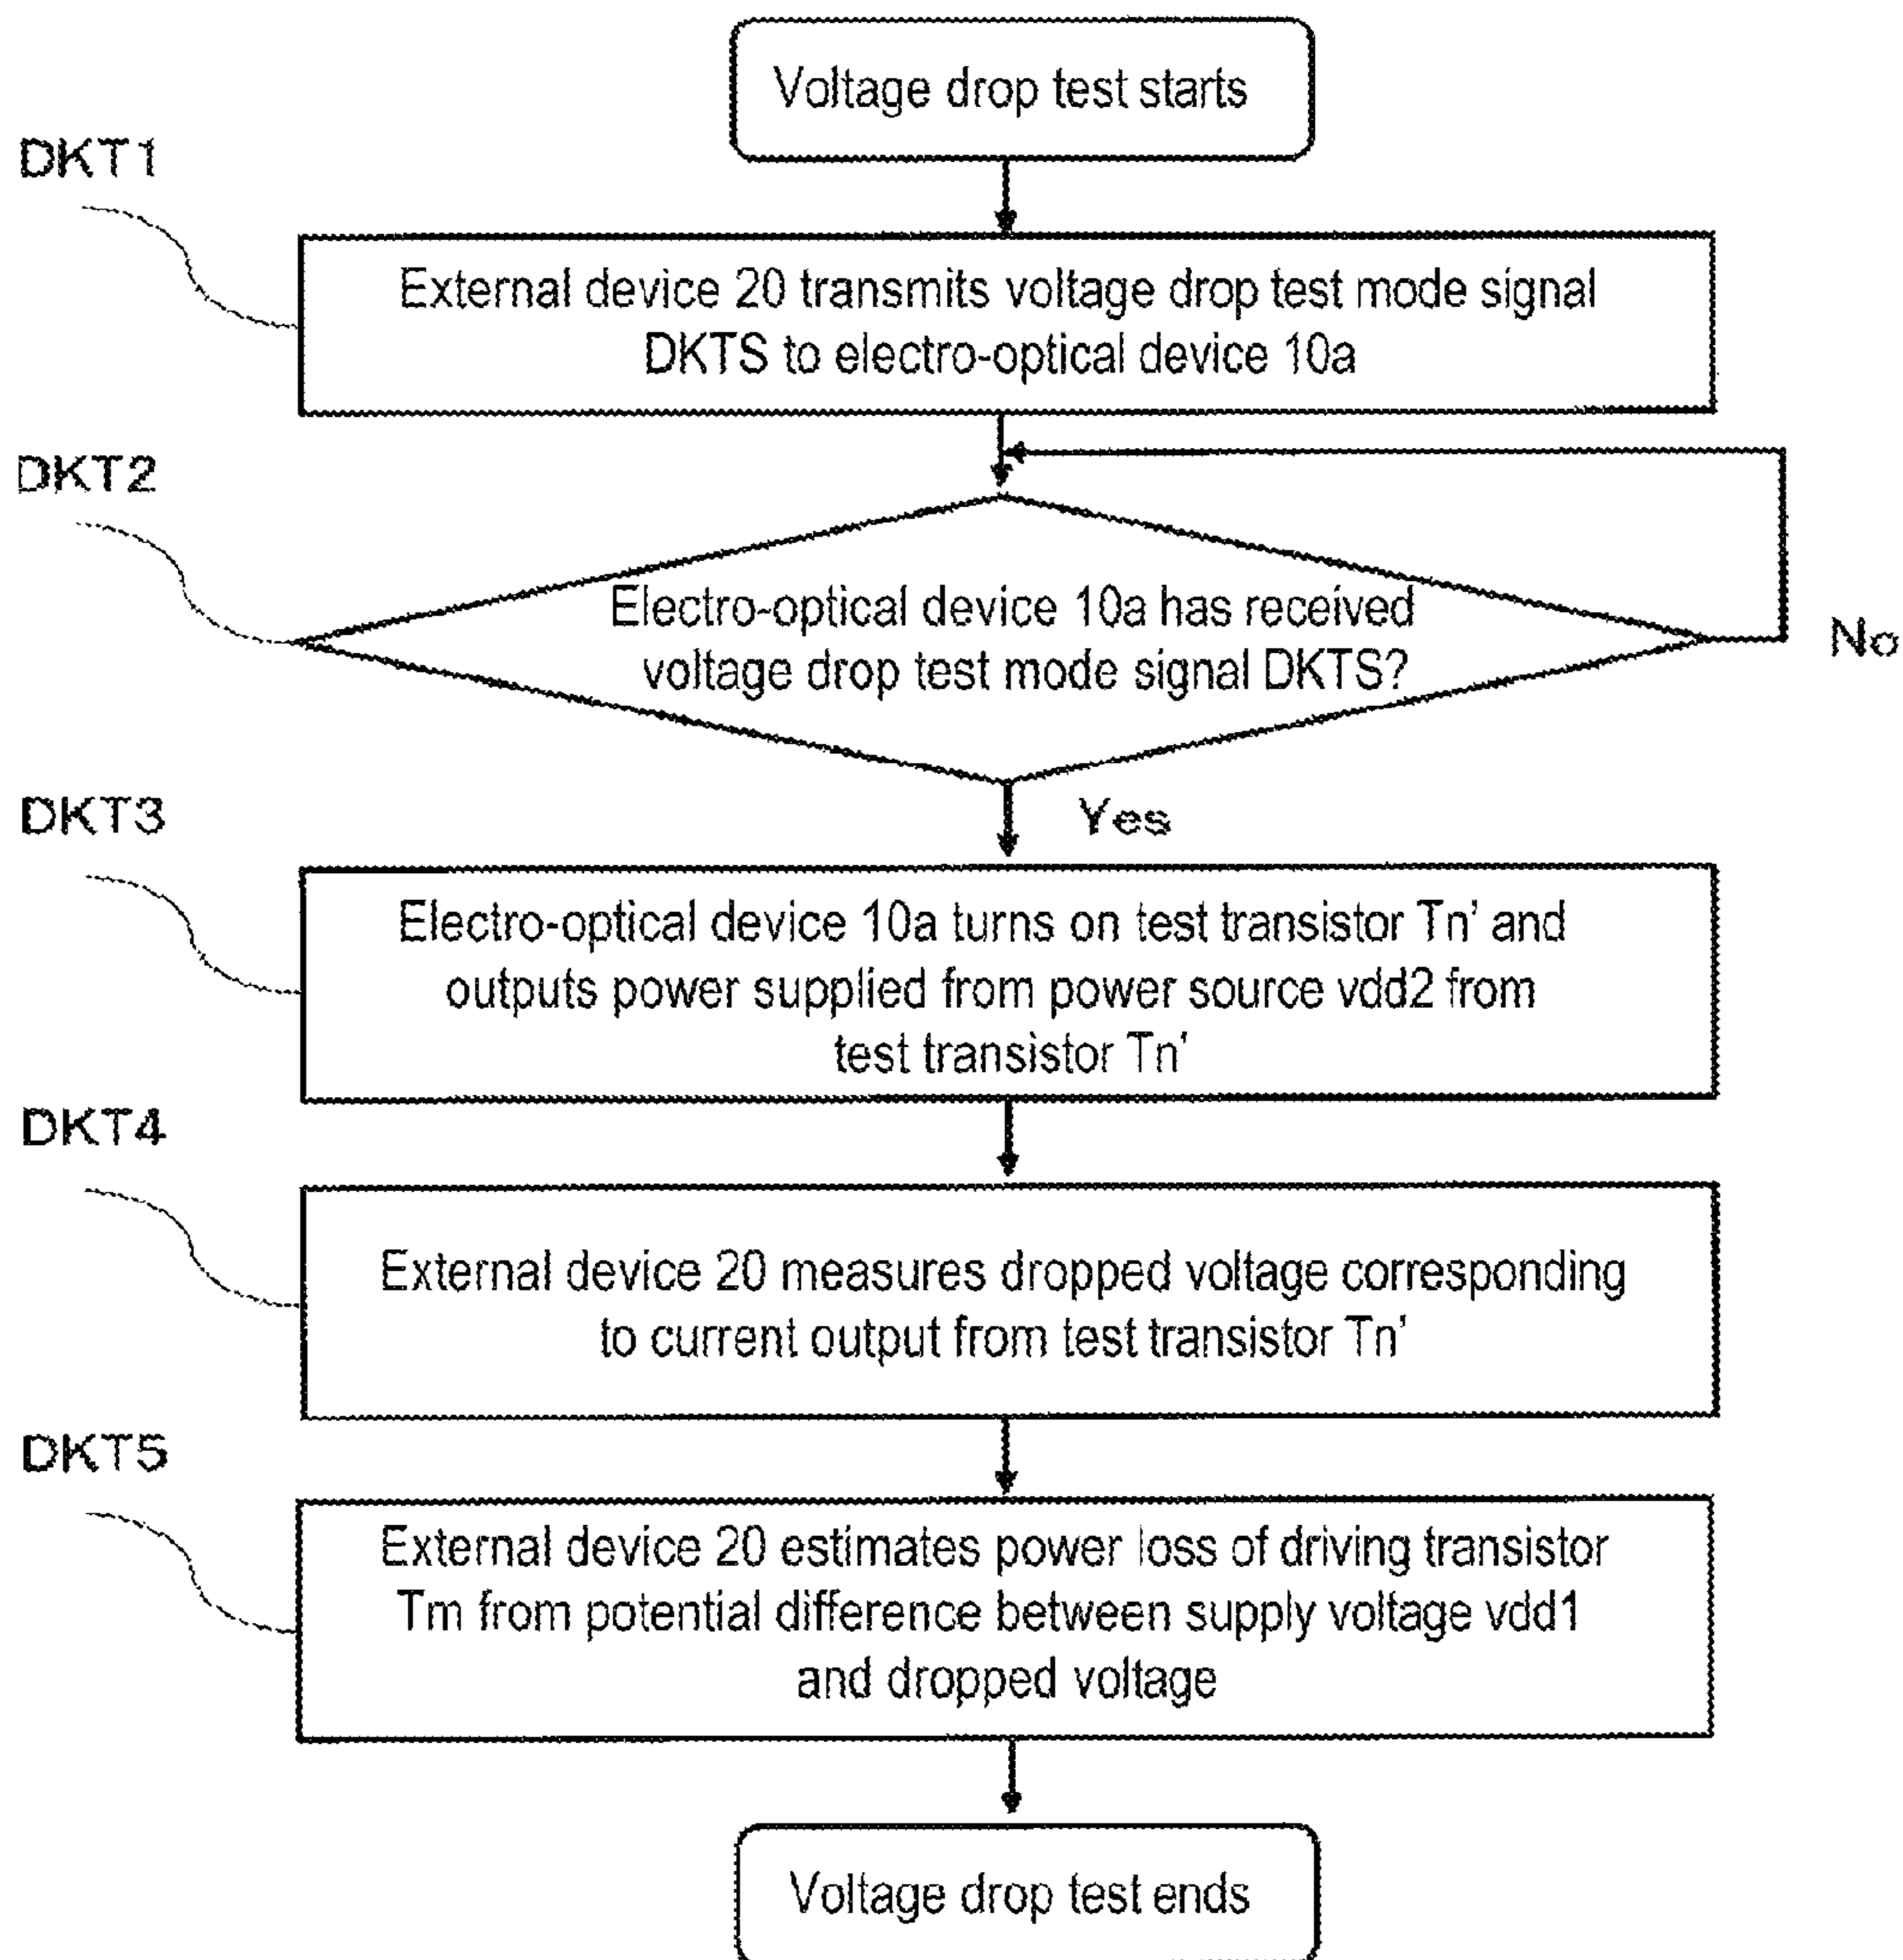 Voltage drop test starts
DKT1
External device 20 transmits voltage drop test mode signal
DKTS to electro-optical device 10a
DKT2
Electro-optical device 10a has received
voltage drop test mode signal DKTS?
No
Yes
DKT3
Electro-optical device 10a turns on test transistor Tn' and
outputs power supplied from power source vdd2 from
test transistor Tn'
DKT4
External device 20 measures dropped voltage corresponding
to current output from test transistor Tn'
DKT5
External device 20 estimates power loss of driving transistor
Tm from potential difference between supply voltage vdd1
and dropped voltage
Voltage drop test ends